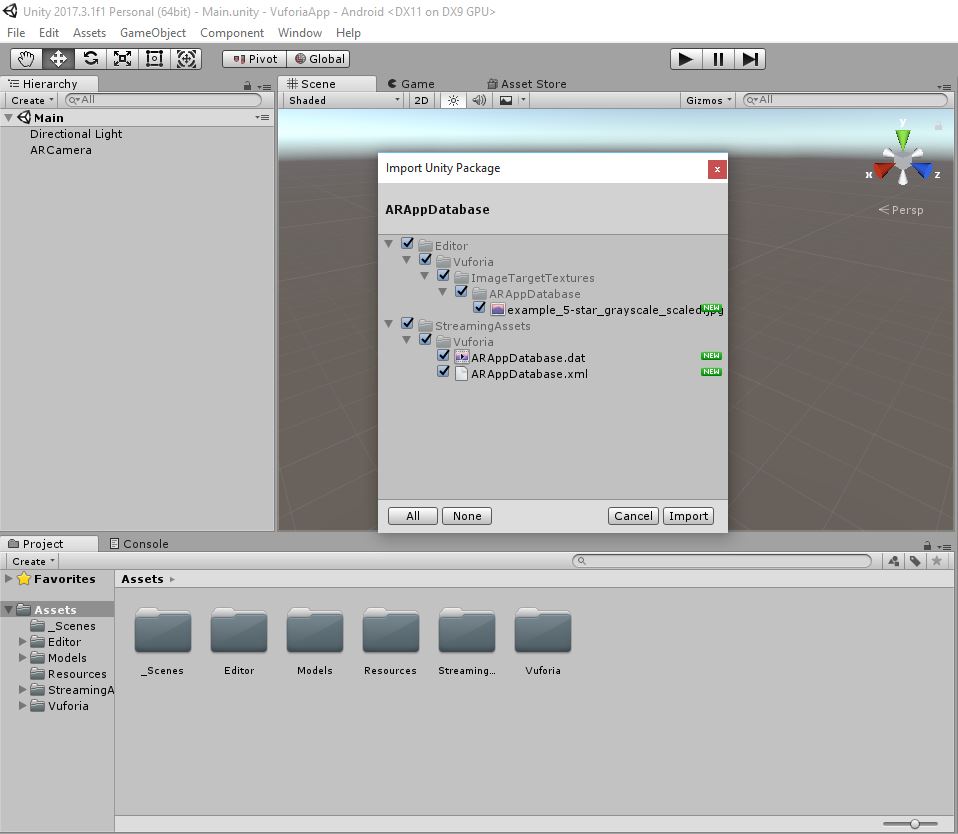 Unity 2017.3.1f1 Personal (64bit) - Main.unity - VuforiaApp - Android <DX11 on DX9 GPU>
File Edit Assets GameObject Component Window Help
Pivot Global
Hierarchy
Create All
Main
Directional Light
ARCamera
Scene Game Asset Store
Shaded 2D Gizmos All
y
x z
Persp
Import Unity Package x
ARAppDatabase
Editor
Vuforia
ImageTargetTextures
ARAppDatabase
example_5-star_grayscale_scaled.jpg NEW
StreamingAssets
Vuforia
ARAppDatabase.dat NEW
ARAppDatabase.xml NEW
All None Cancel Import
Project Console
Create
Favorites
Assets
_Scenes
Editor
Models
Resources
StreamingA
Vuforia
Assets
_Scenes Editor Models Resources Streaming... Vuforia